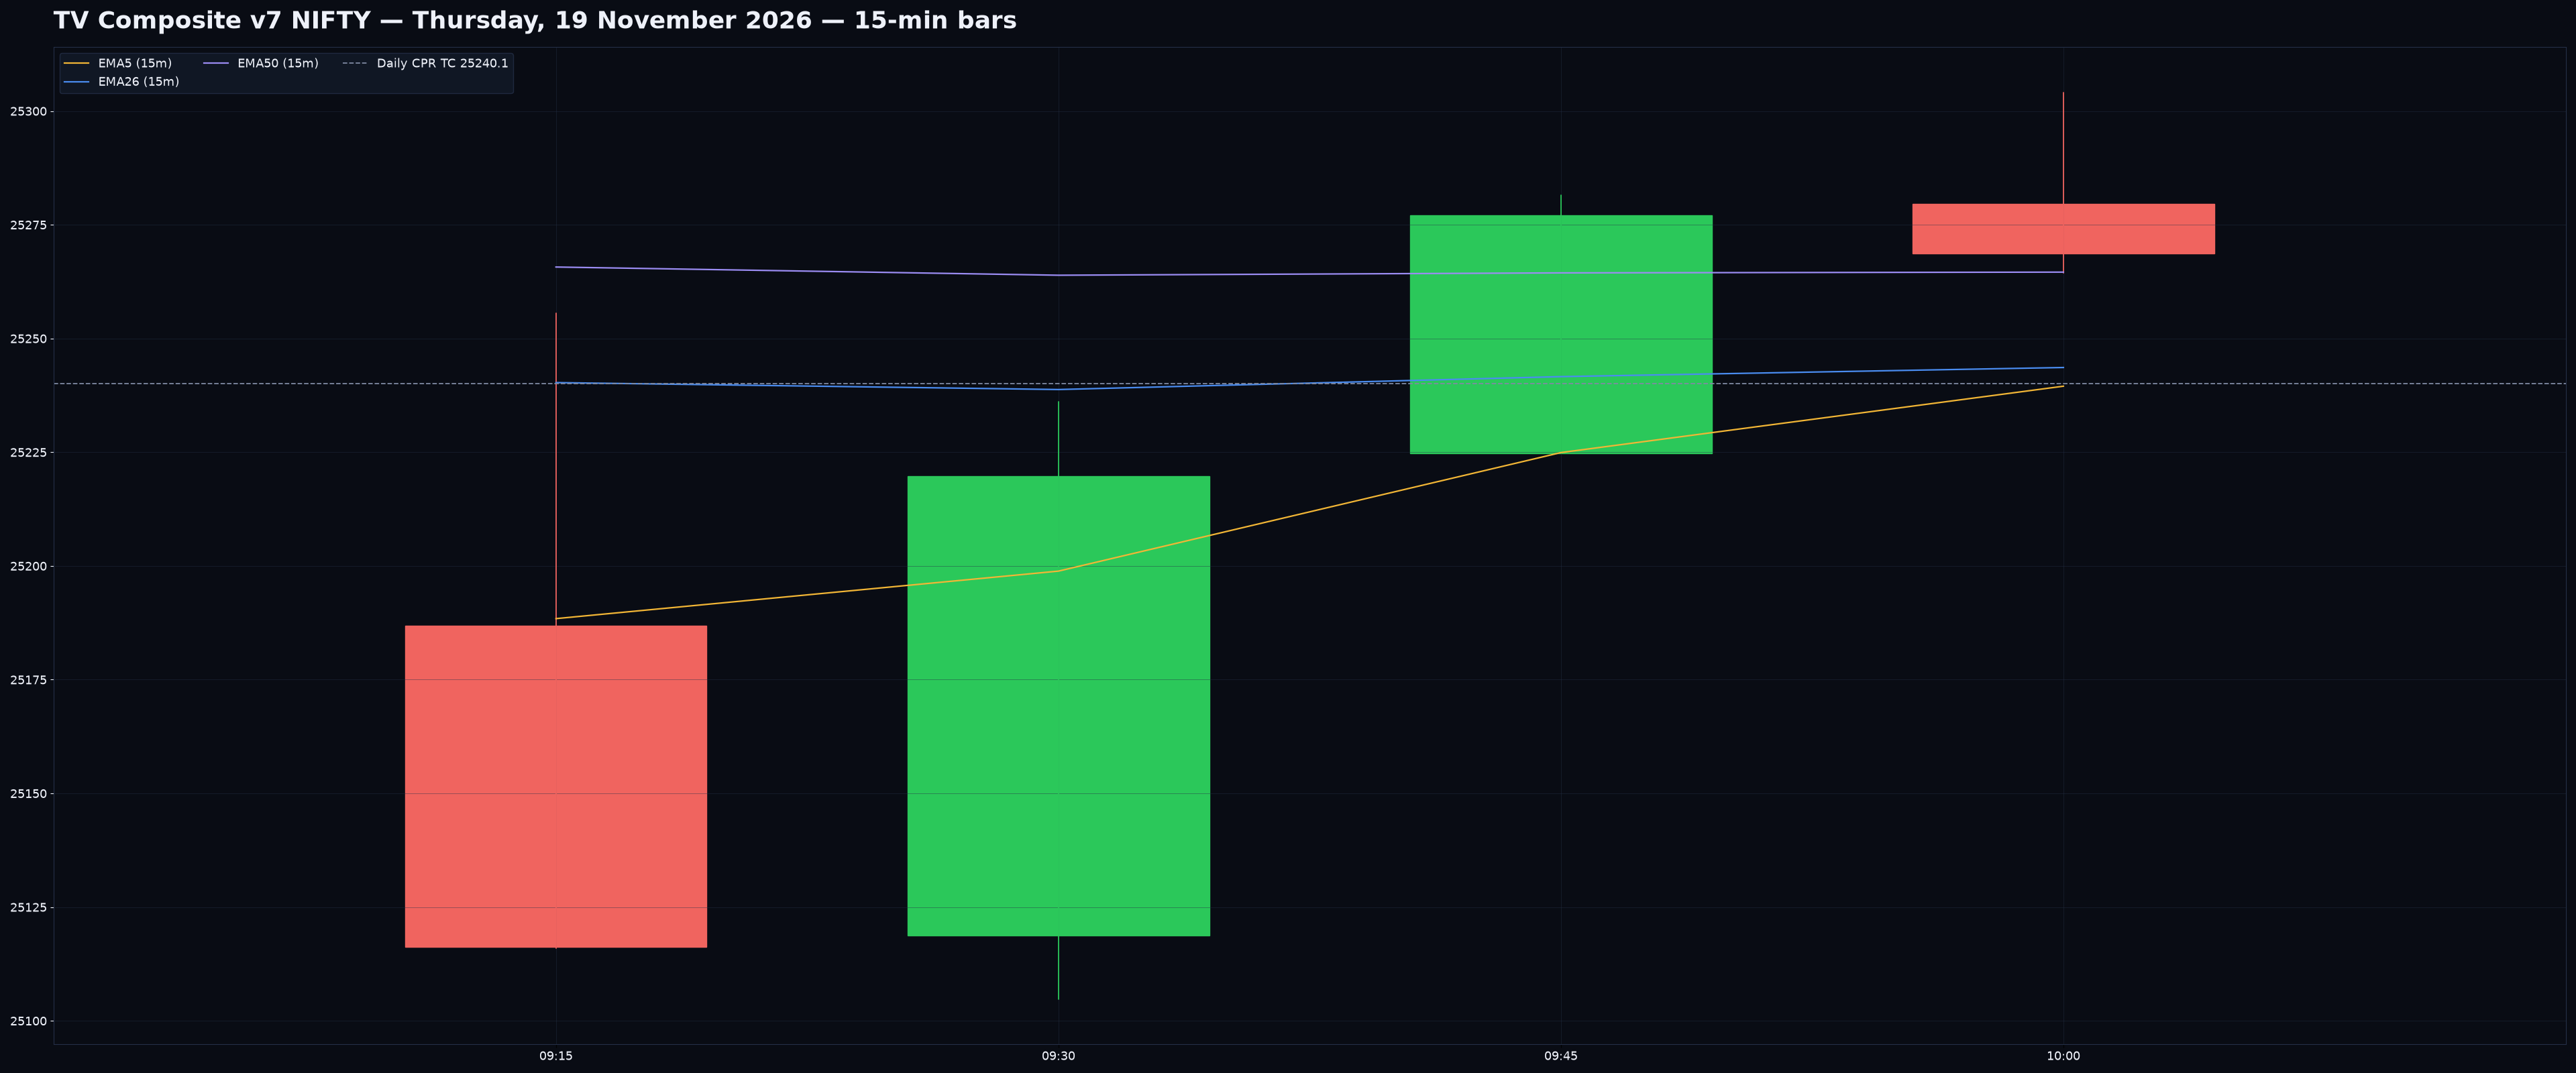 TV Composite v7 NIFTY — Thursday, 19 November 2026 — 15-min bars
EMA5 (15m) EMA50 (15m) Daily CPR TC 25240.1
EMA26 (15m)
25300
25275
25250
25225
25200
25175
25150
25125
25100
09:15 09:30 09:45 10:00